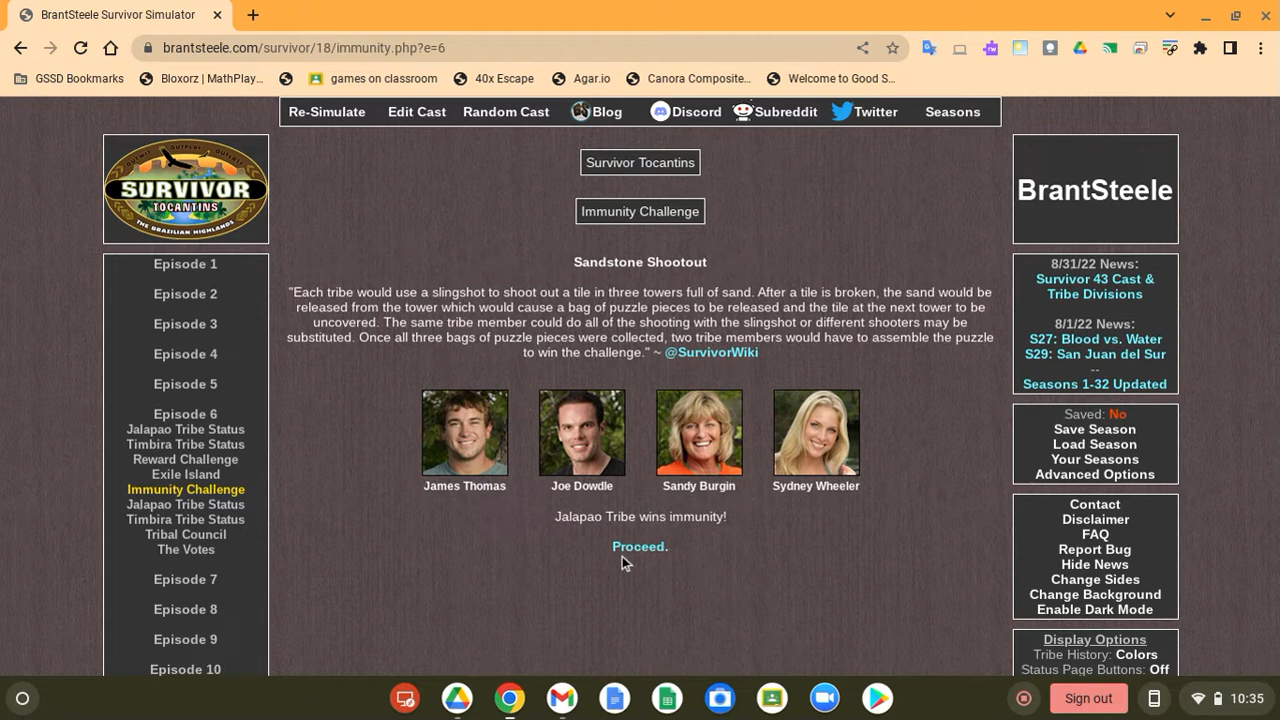 BrantSteele Survivor Simulator
brantsteele.com/survivor/18/immunity.php?e=6
GSSD Bookmarks
Bloxorz | MathPlay...
games on classroom
40x Escape
Agar.io
Canora Composite...
Welcome to Good S...
Re-Simulate
Edit Cast
Random Cast
Blog
Discord
Subreddit
Twitter
Seasons
OUTWIT OUTPLAY OUTLAST
SURVIVOR
TOCANTINS
THE BRAZILIAN HIGHLANDS
Episode 1
Episode 2
Episode 3
Episode 4
Episode 5
Episode 6
Jalapao Tribe Status
Timbira Tribe Status
Reward Challenge
Exile Island
Immunity Challenge
Jalapao Tribe Status
Timbira Tribe Status
Tribal Council
The Votes
Episode 7
Episode 8
Episode 9
Episode 10
Survivor Tocantins
Immunity Challenge
Sandstone Shootout
"Each tribe would use a slingshot to shoot out a tile in three towers full of sand. After a tile is broken, the sand would be
released from the tower which would cause a bag of puzzle pieces to be released and the tile at the next tower to be
uncovered. The same tribe member could do all of the shooting with the slingshot or different shooters may be
substituted. Once all three bags of puzzle pieces were collected, two tribe members would have to assemble the puzzle
to win the challenge." ~ @SurvivorWiki
James Thomas
Joe Dowdle
Sandy Burgin
Sydney Wheeler
Jalapao Tribe wins immunity!
Proceed.
BrantSteele
8/31/22 News:
Survivor 43 Cast &
Tribe Divisions
8/1/22 News:
S27: Blood vs. Water
S29: San Juan del Sur
--
Seasons 1-32 Updated
Saved: No
Save Season
Load Season
Your Seasons
Advanced Options
Contact
Disclaimer
FAQ
Report Bug
Hide News
Change Sides
Change Background
Enable Dark Mode
Display Options
Tribe History: Colors
Status Page Buttons: Off
Sign out
10:35